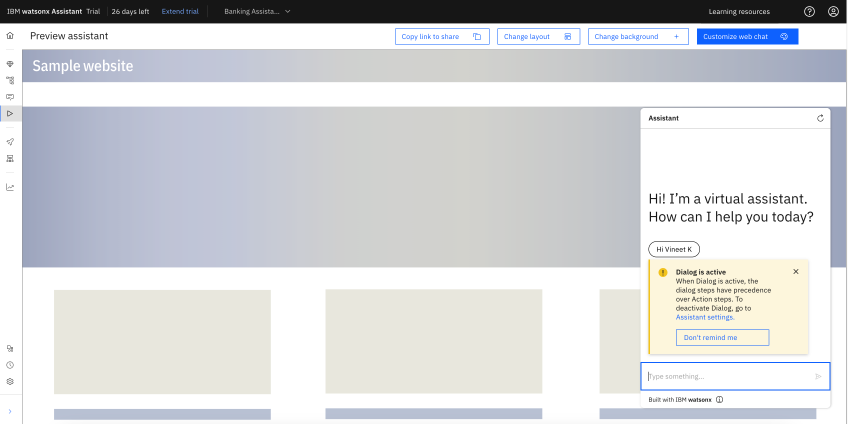 IBM watsonx Assistant Trial 26 days left Extend trial Banking Assista... Learning resources
Preview assistant Copy link to share Change layout Change background + Customize web chat
Sample website
Assistant
Hi! I'm a virtual assistant.
How can I help you today?
Hi Vineet K
Dialog is active
When Dialog is active, the
dialog steps have precedence
over Action steps. To
deactivate Dialog, go to
Assistant settings.
Don't remind me
Type something...
Built with IBM watsonx